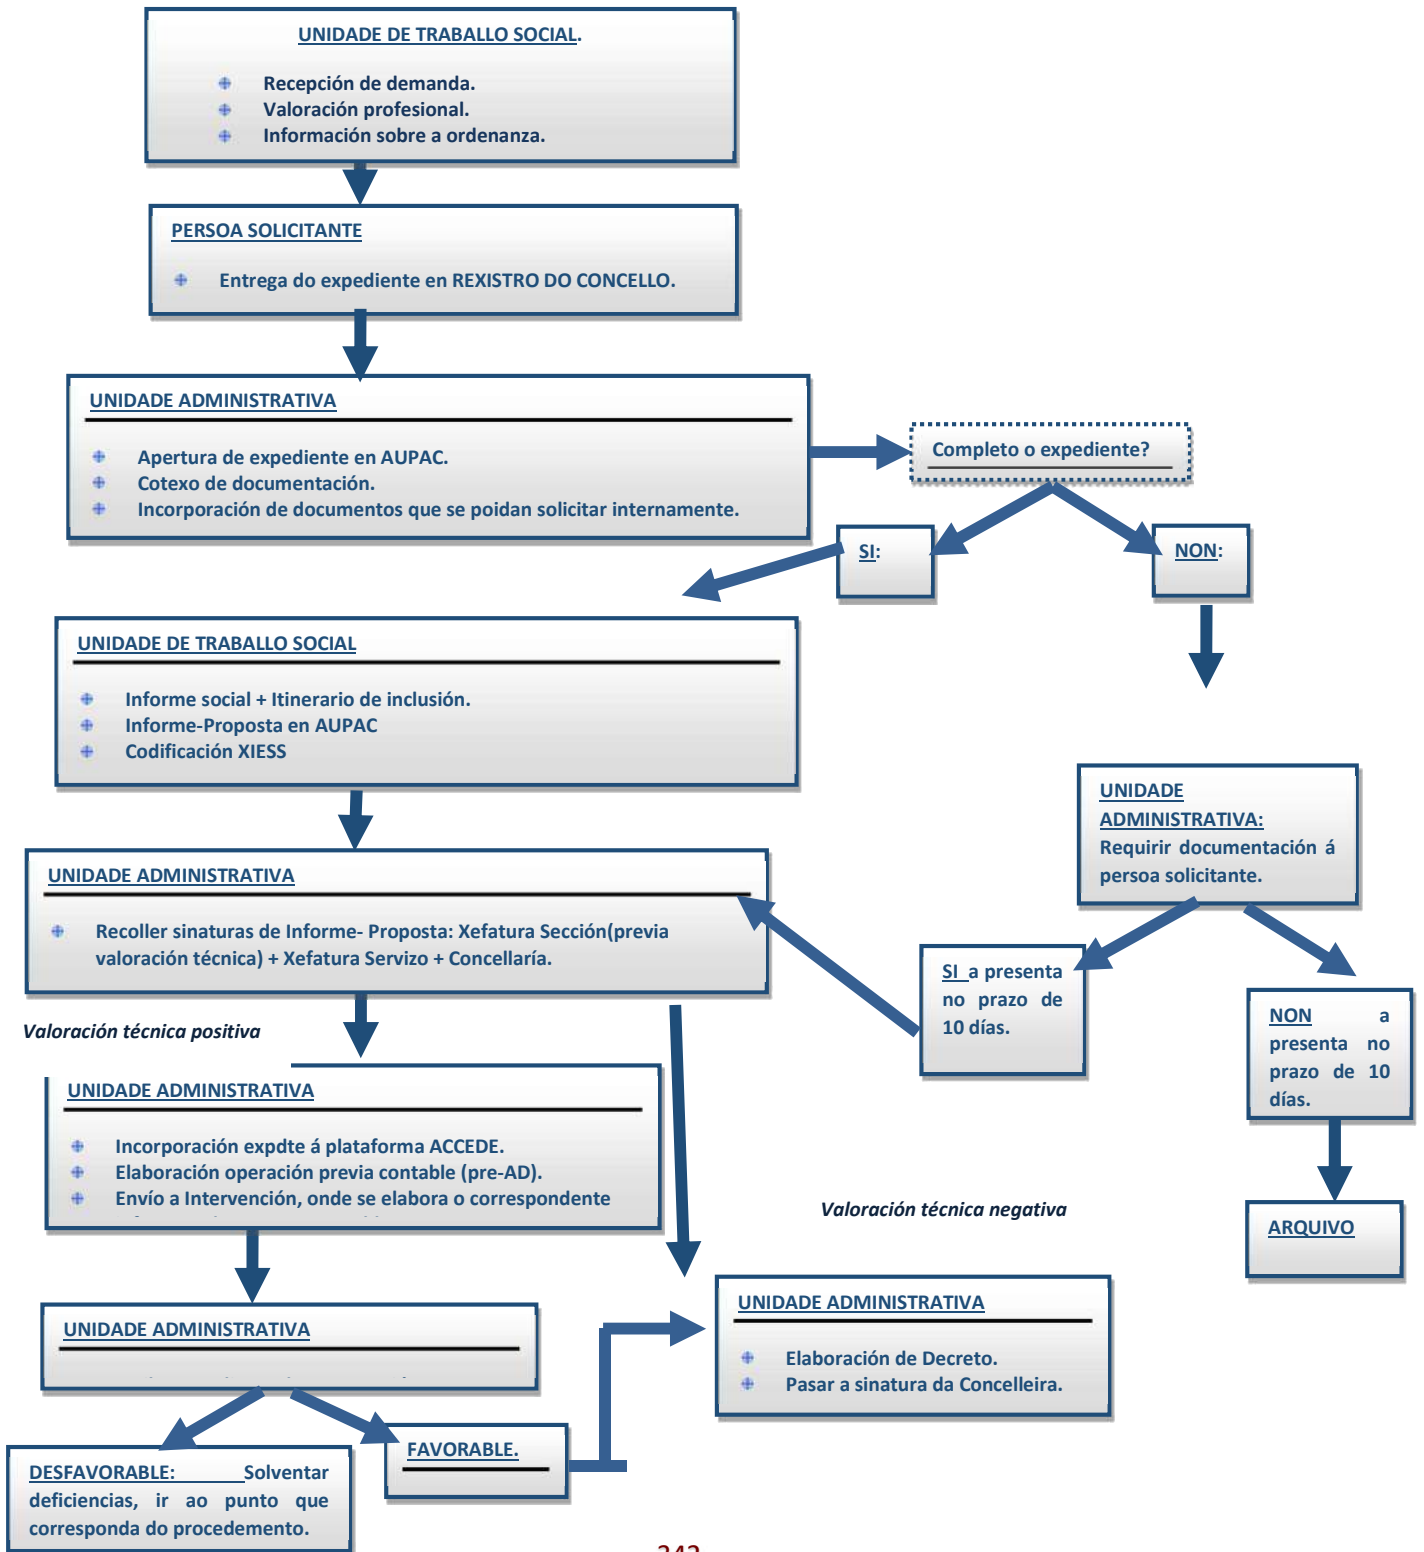 UNIDADE DE TRABALLO SOCIAL.
Recepción de demanda.
Valoración profesional.
Información sobre a ordenanza.
PERSOA SOLICITANTE
Entrega do expediente en REXISTRO DO CONCELLO.
UNIDADE ADMINISTRATIVA
Apertura de expediente en AUPAC.
Cotexo de documentación.
Incorporación de documentos que se poidan solicitar internamente.
Completo o expediente?
SI:
NON:
UNIDADE DE TRABALLO SOCIAL
Informe social + Itinerario de inclusión.
Informe-Proposta en AUPAC
Codificación XIESS
UNIDADE
ADMINISTRATIVA:
Requirir documentación á
persoa solicitante.
UNIDADE ADMINISTRATIVA
Recoller sinaturas de Informe- Proposta: Xefatura Sección(previa
valoración técnica) + Xefatura Servizo + Concellaría.
SI a presenta
no prazo de
10 días.
NON a
presenta no
prazo de 10
días.
Valoración técnica positiva
UNIDADE ADMINISTRATIVA
Incorporación expdte á plataforma ACCEDE.
Elaboración operación previa contable (pre-AD).
Envío a Intervención, onde se elabora o correspondente
Valoración técnica negativa
ARQUIVO
UNIDADE ADMINISTRATIVA
UNIDADE ADMINISTRATIVA
Elaboración de Decreto.
Pasar a sinatura da Concelleira.
FAVORABLE.
DESFAVORABLE: Solventar
deficiencias, ir ao punto que
corresponda do procedemento.